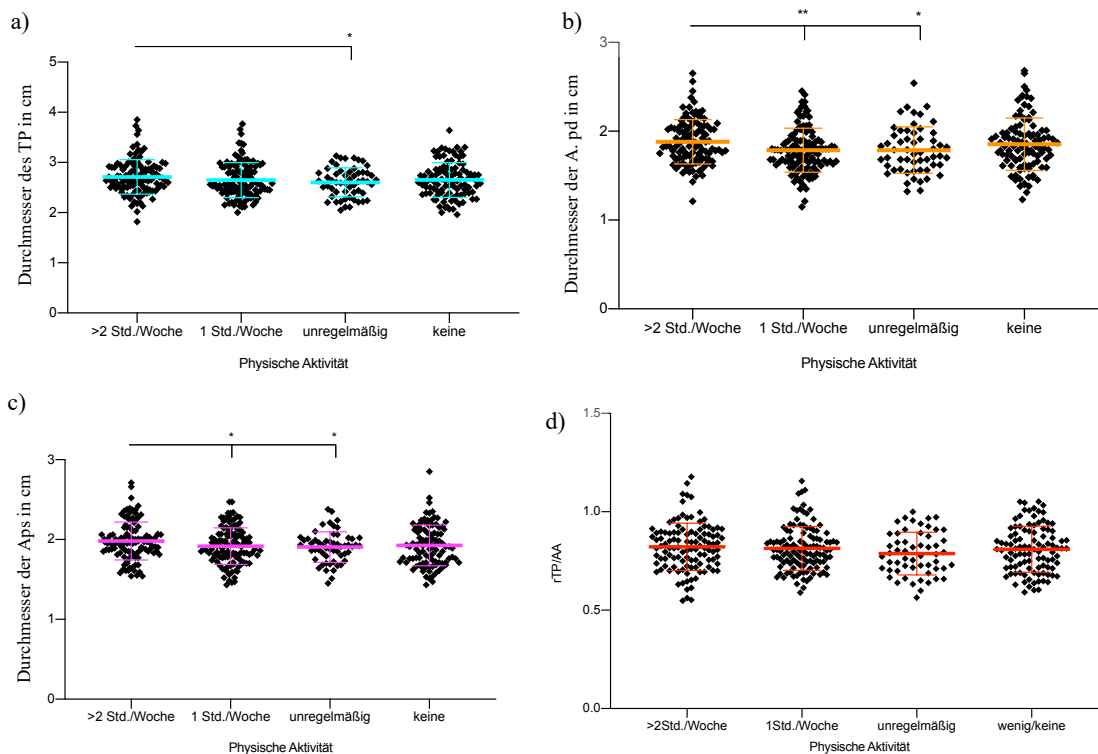 a)
*
5
4
3
2
1
0
Durchmesser des TP in cm
>2 Std./Woche 1 Std./Woche unregelmäßig keine
Physische Aktivität
b)
** *
3
2
1
0
Durchmesser der A. pd in cm
>2 Std./Woche 1 Std./Woche unregelmäßig keine
Physische Aktivität
c)
* *
3
2
1
0
Durchmesser der Aps in cm
>2 Std./Woche 1 Std./Woche unregelmäßig keine
Physische Aktivität
d)
1.5
1.0
0.5
0.0
rTP/AA
>2Std./Woche 1Std./Woche unregelmäßig wenig/keine
Physische Aktivität